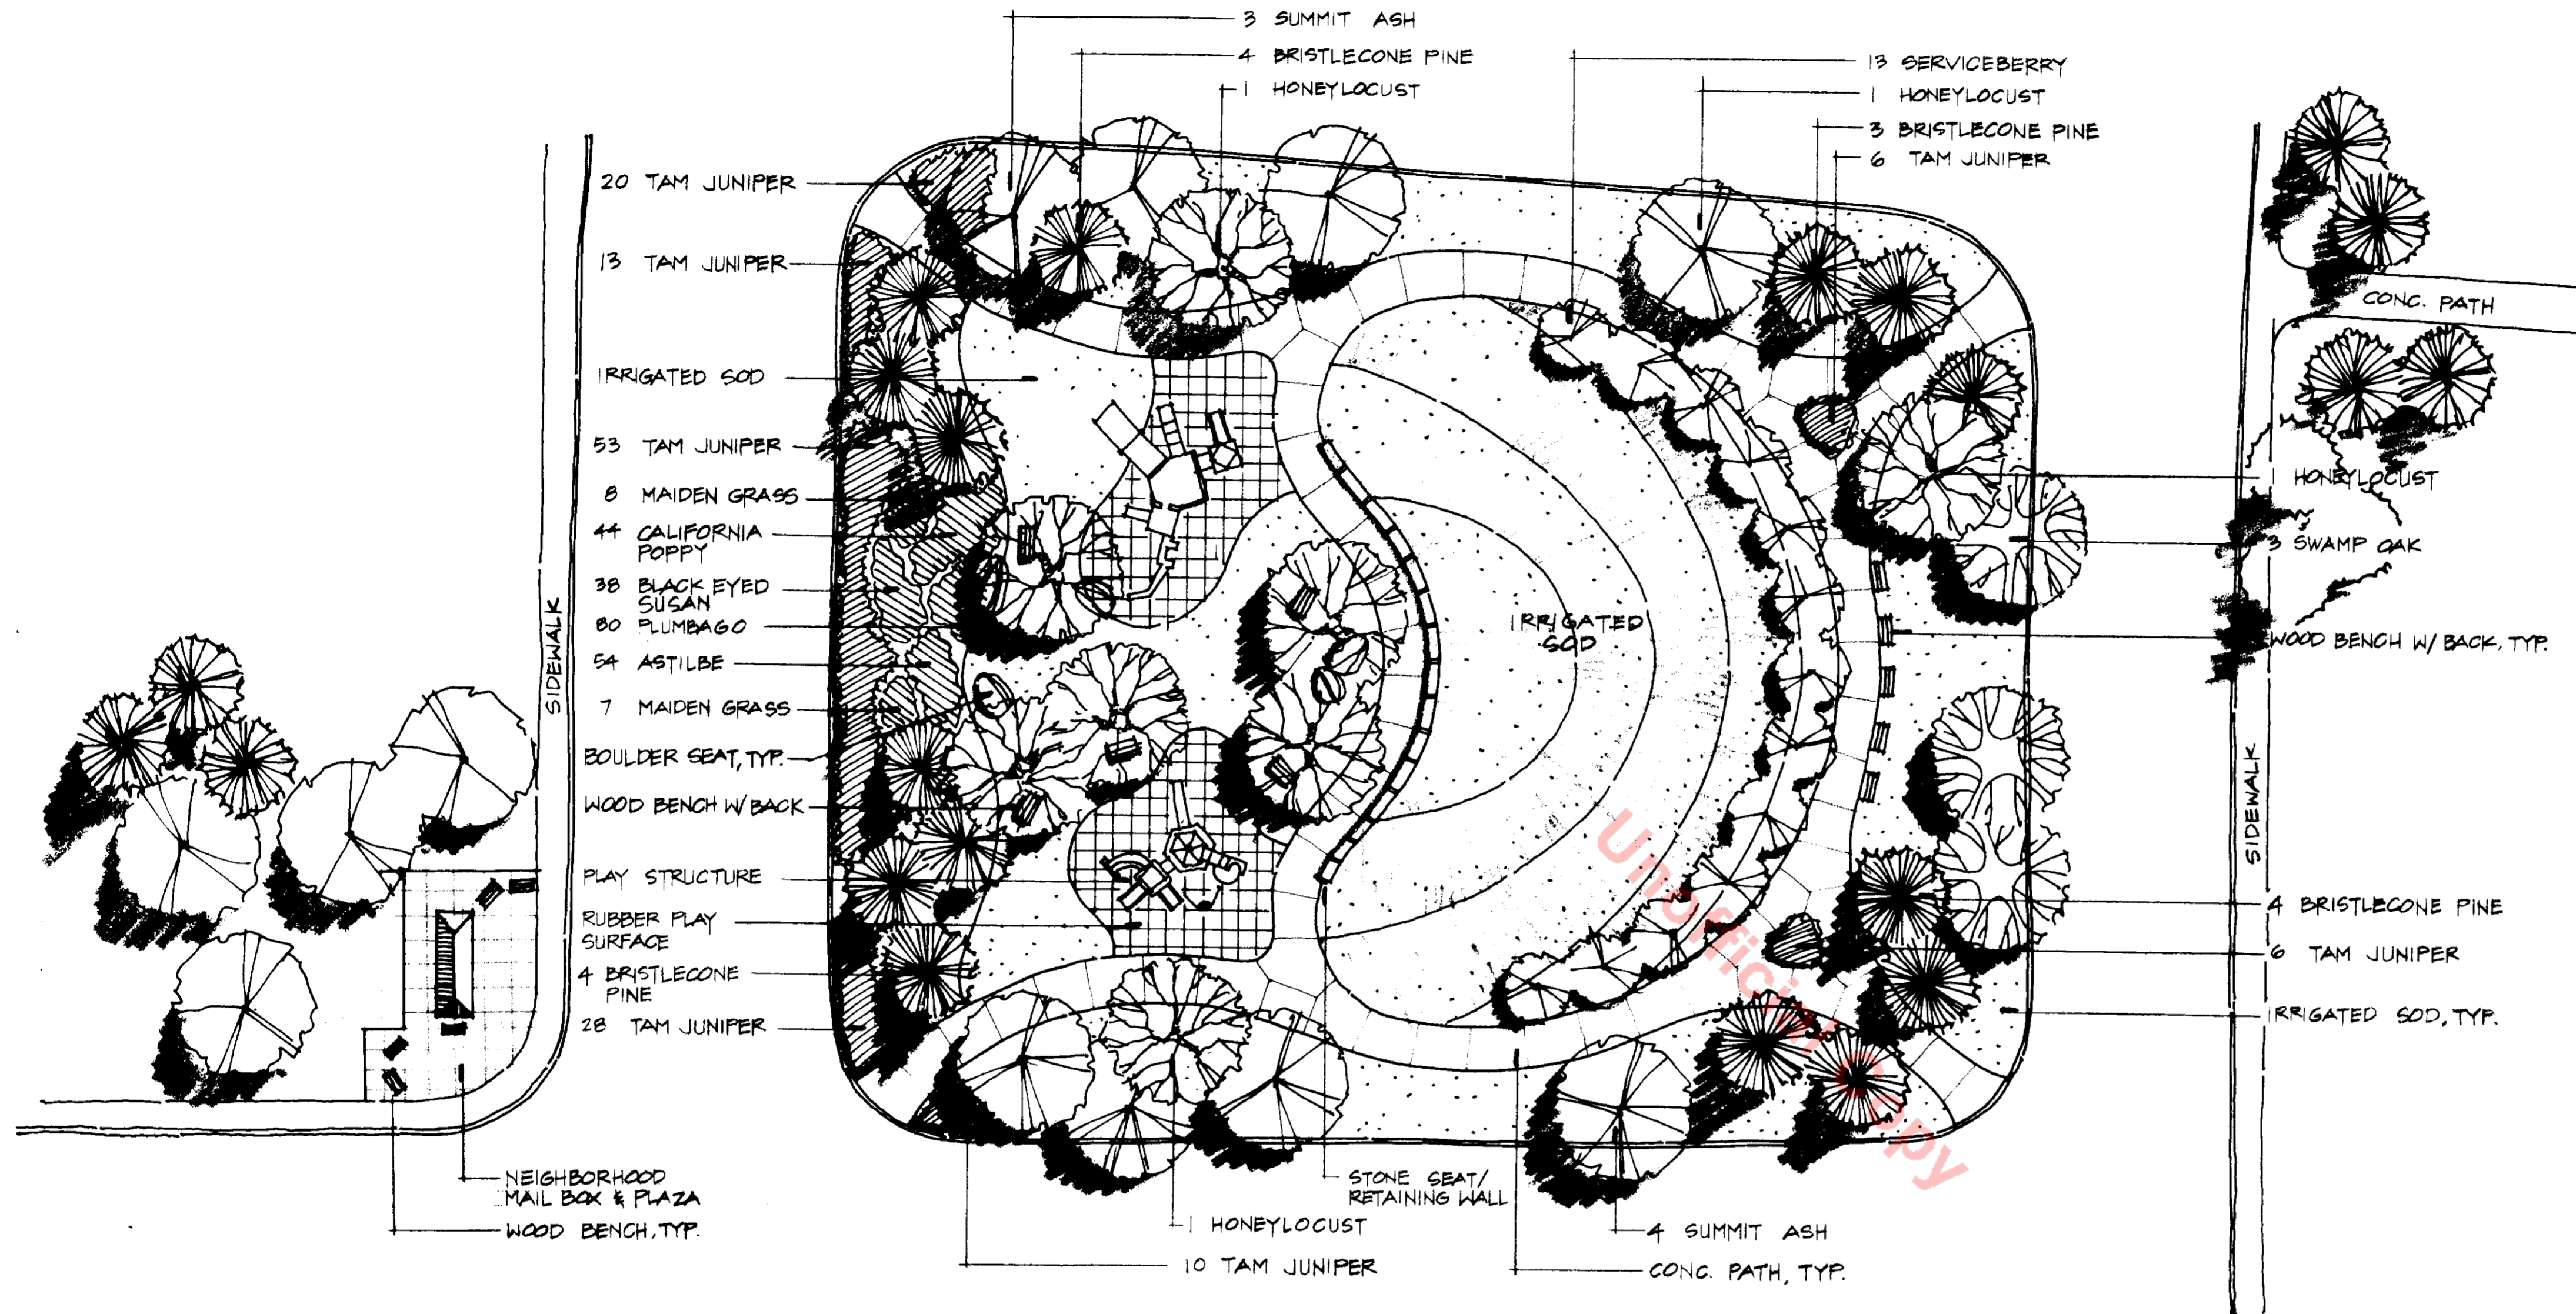 3 SUMMIT ASH
4 BRISTLECONE PINE
1 HONEYLOCUST
13 SERVICEBERRY
1 HONEYLOCUST
3 BRISTLECONE PINE
6 TAM JUNIPER
20 TAM JUNIPER
13 TAM JUNIPER
IRRIGATED SOD
53 TAM JUNIPER
8 MAIDEN GRASS
44 CALIFORNIA
POPPY
38 BLACK EYED
SUSAN
80 PLUMBAGO
54 ASTILBE
7 MAIDEN GRASS
BOULDER SEAT, TYP.
WOOD BENCH W/ BACK
PLAY STRUCTURE
RUBBER PLAY
SURFACE
4 BRISTLECONE
PINE
28 TAM JUNIPER
SIDEWALK
IRRIGATED
SOD
CONC. PATH
1 HONEYLOCUST
3 SWAMP OAK
WOOD BENCH W/ BACK, TYP.
SIDEWALK
4 BRISTLECONE PINE
6 TAM JUNIPER
IRRIGATED SOD, TYP.
NEIGHBORHOOD
MAIL BOX & PLAZA
WOOD BENCH, TYP.
STONE SEAT/
RETAINING WALL
1 HONEYLOCUST
10 TAM JUNIPER
4 SUMMIT ASH
CONC. PATH, TYP.
Unofficial Copy